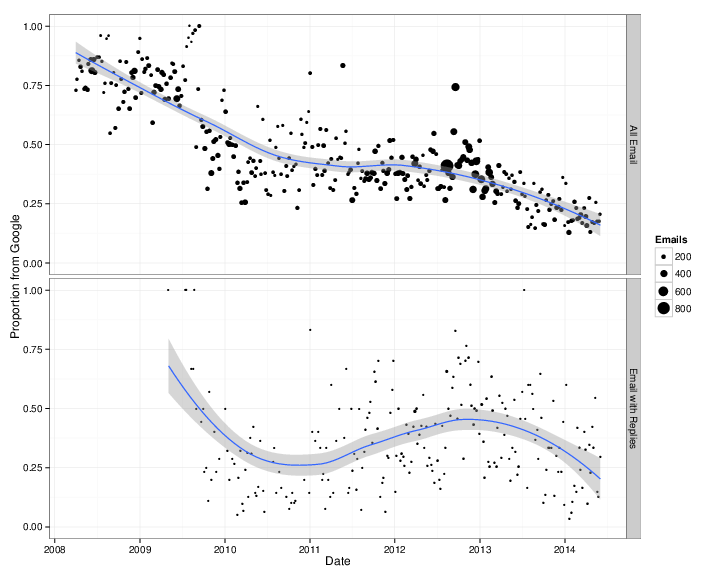 1.00
0.75
0.50
0.25
0.00
All Email
1.00
0.75
0.50
0.25
0.00
Email with Replies
Proportion from Google
2008 2009 2010 2011 2012 2013 2014
Date
Emails
200
400
600
800